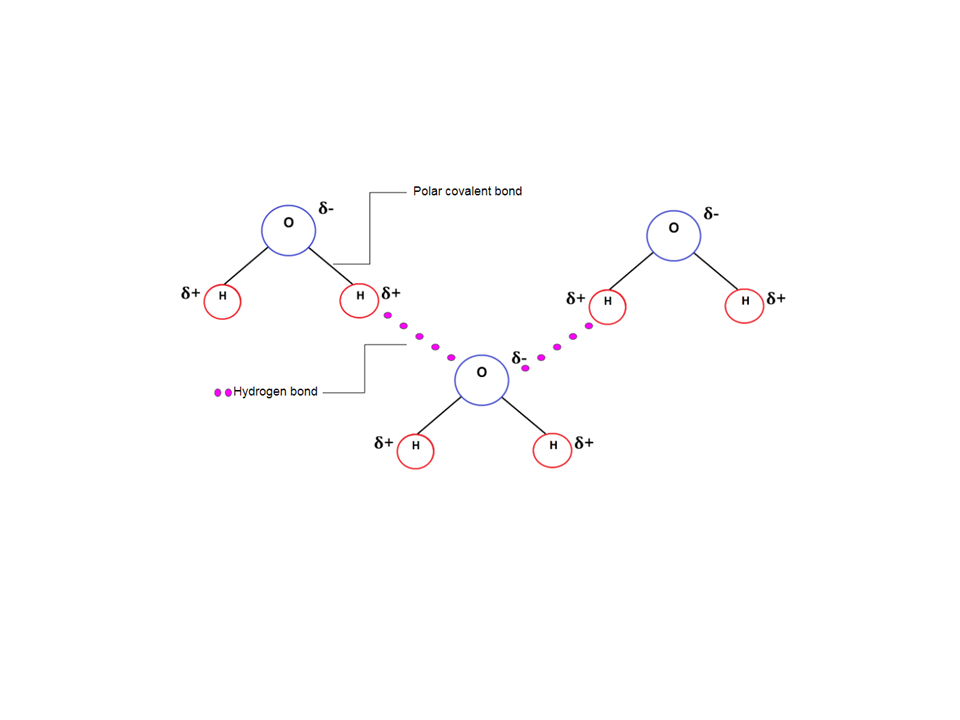 Polar covalent bond
δ-
O
δ+
H
H
δ+
δ-
O
δ+
H
H
δ+
Hydrogen bond
δ-
O
δ+
H
H
δ+